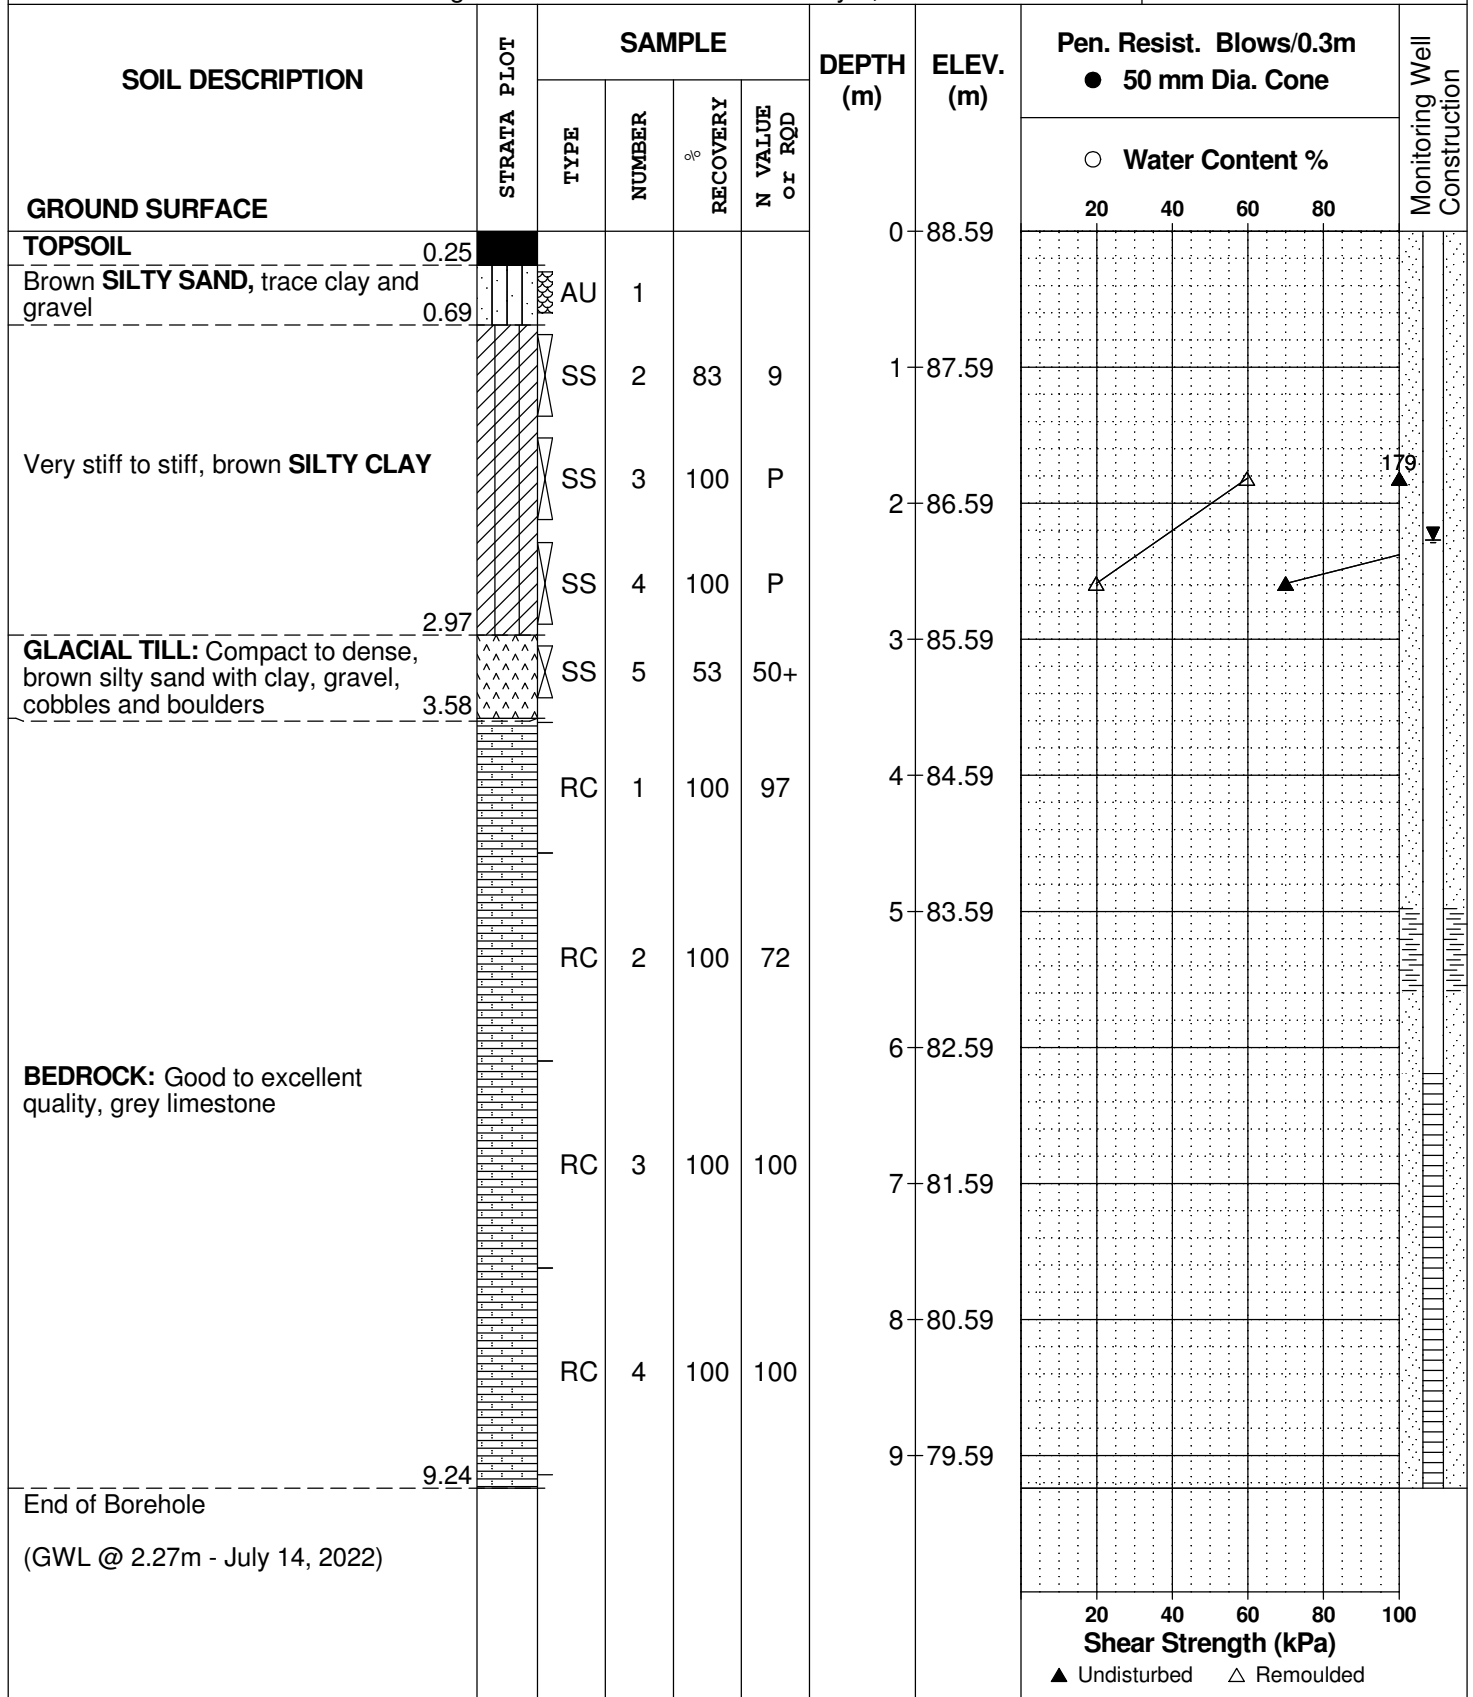 SOIL DESCRIPTION
GROUND SURFACE
STRATA PLOT
SAMPLE
TYPE
NUMBER
%
RECOVERY
N VALUE
or RQD
DEPTH
(m)
ELEV.
(m)
Pen. Resist. Blows/0.3m
● 50 mm Dia. Cone
○ Water Content %
20 40 60 80
Monitoring Well
Construction
0 88.59
TOPSOIL 0.25
Brown SILTY SAND, trace clay and
gravel 0.69
AU 1
SS 2 83 9
1 87.59
Very stiff to stiff, brown SILTY CLAY
179
SS 3 100 P
2 86.59
SS 4 100 P
2.97
3 85.59
GLACIAL TILL: Compact to dense,
brown silty sand with clay, gravel,
cobbles and boulders 3.58
SS 5 53 50+
4 84.59
RC 1 100 97
5 83.59
RC 2 100 72
6 82.59
BEDROCK: Good to excellent
quality, grey limestone
RC 3 100 100
7 81.59
8 80.59
RC 4 100 100
9 79.59
9.24
End of Borehole
(GWL @ 2.27m - July 14, 2022)
20 40 60 80 100
Shear Strength (kPa)
▲ Undisturbed △ Remoulded